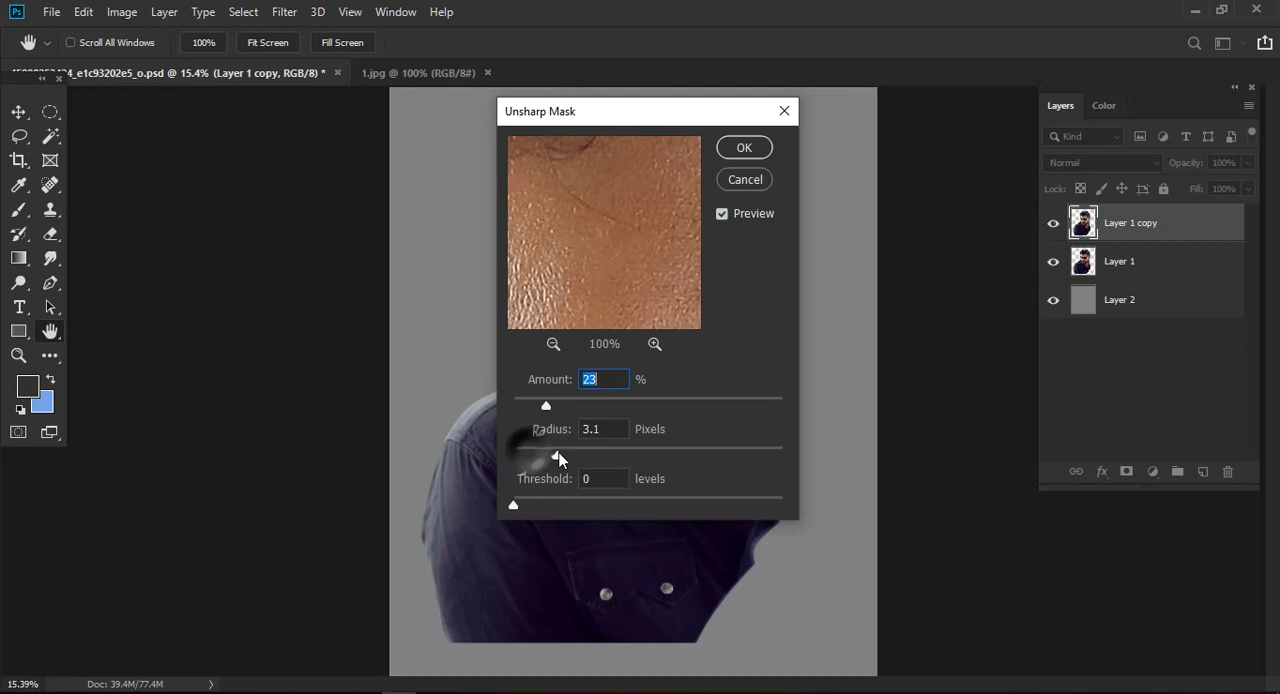 Ps File Edit Image Layer Type Select Filter 3D View Window Help
Scroll All Windows 100% Fit Screen Fill Screen
_e1c93202e5_o.psd @ 15.4% (Layer 1 copy, RGB/8) * × 1.jpg @ 100% (RGB/8#) ×
Unsharp Mask
OK
Cancel
Preview
100%
Amount: 23 %
Radius: 3.1 Pixels
Threshold: 0 levels
Layers Color
Kind
Normal Opacity: 100%
Lock: Fill: 100%
Layer 1 copy
Layer 1
Layer 2
15.39% Doc: 39.4M/77.4M